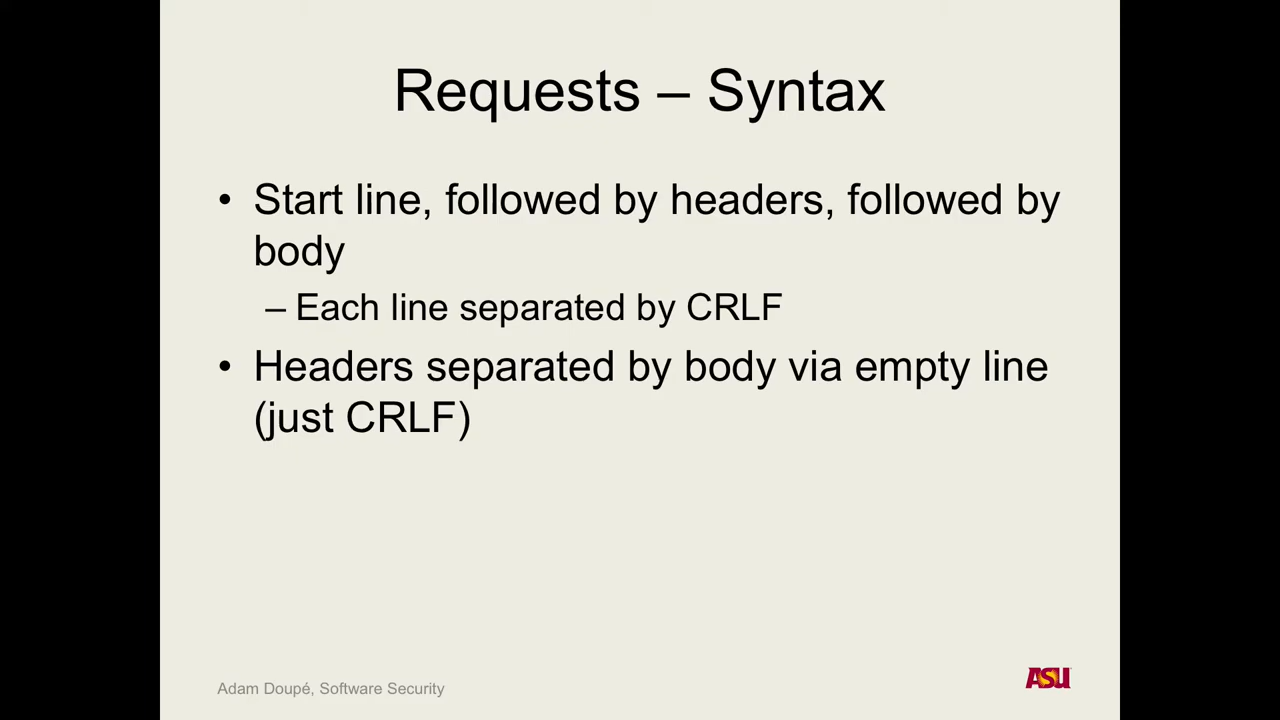 Requests – Syntax
• Start line, followed by headers, followed by
body
– Each line separated by CRLF
• Headers separated by body via empty line
(just CRLF)
Adam Doupé, Software Security
ASU